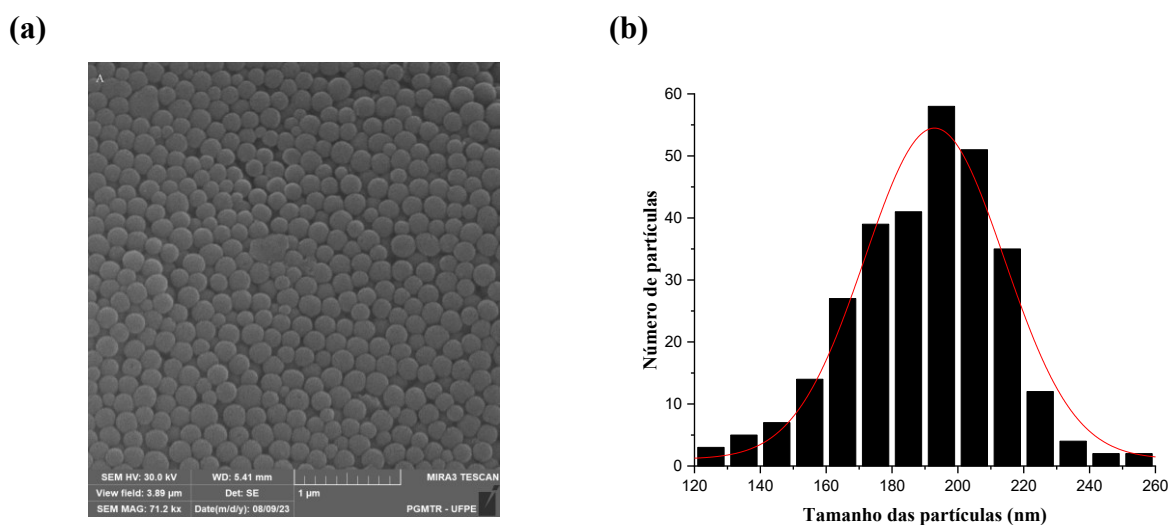 (a)
(b)
A
SEM HV: 30.0 kV
WD: 5.41 mm
MIRA3 TESCAN
View field: 3.89 µm
Det: SE
1 µm
SEM MAG: 71.2 kx
Date(m/d/y): 08/09/23
PGMTR - UFPE
Número de partículas
60
50
40
30
20
10
0
120
140
160
180
200
220
240
260
Tamanho das partículas (nm)